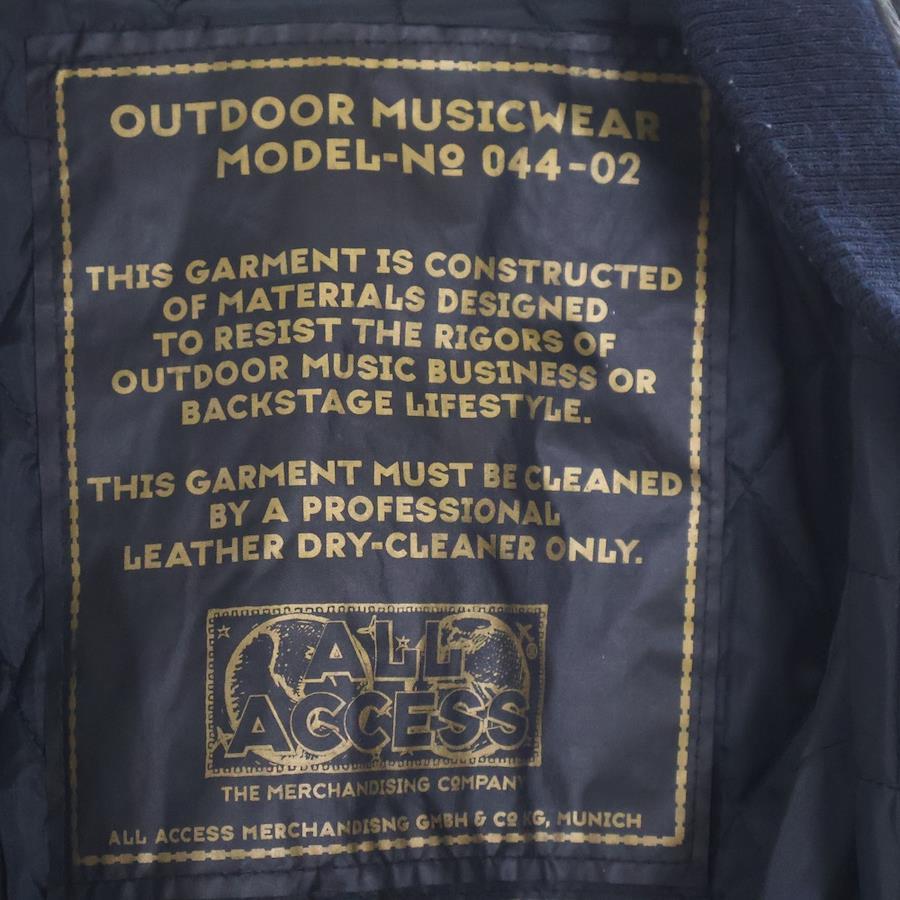 OUTDOOR MUSICWEAR
MODEL-Nº 044-02
THIS GARMENT IS CONSTRUCTED
OF MATERIALS DESIGNED
TO RESIST THE RIGORS OF
OUTDOOR MUSIC BUSINESS OR
BACKSTAGE LIFESTYLE.
THIS GARMENT MUST BE CLEANED
BY A PROFESSIONAL
LEATHER DRY-CLEANER ONLY.
ALL
ACCESS
®
THE MERCHANDISING COMPANY
ALL ACCESS MERCHANDISNG GMBH & Cº KG, MUNICH